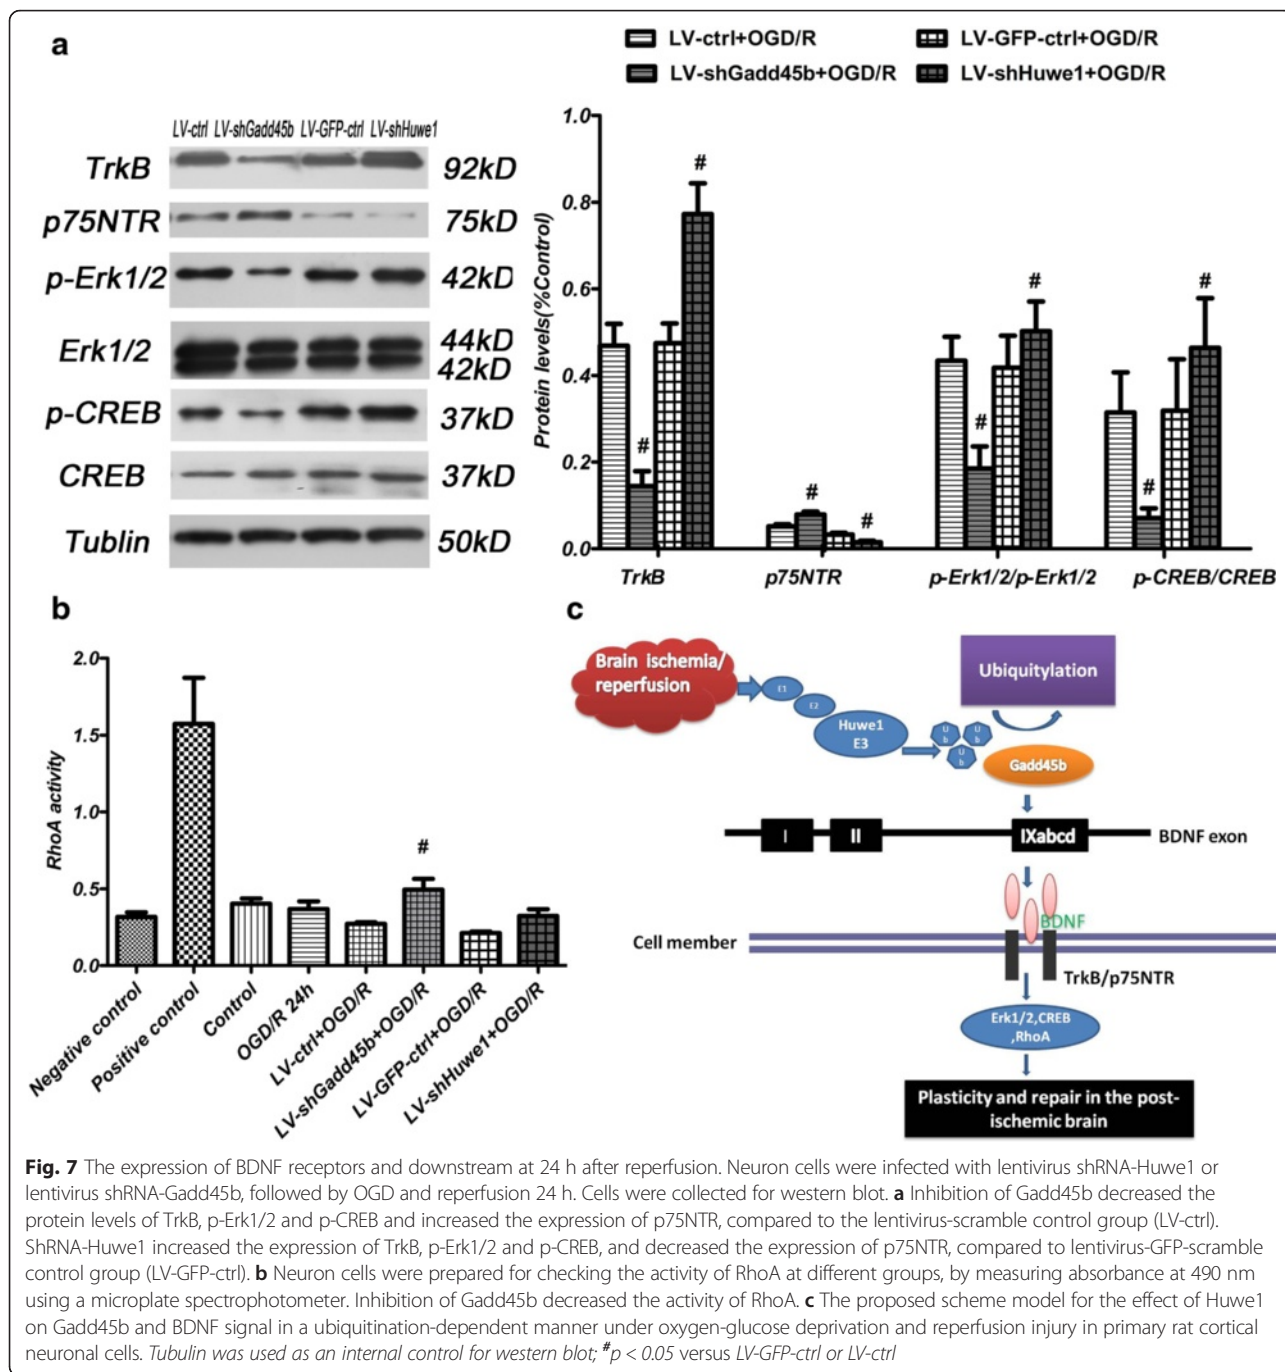 a
LV-ctrl+OGD/R
LV-GFP-ctrl+OGD/R
LV-shGadd45b+OGD/R
LV-shHuwe1+OGD/R
LV-ctrl LV-shGadd45b LV-GFP-ctrl LV-shHuwe1
TrkB 92kD
p75NTR 75kD
p-Erk1/2 42kD
Erk1/2 44kD
42kD
p-CREB 37kD
CREB 37kD
Tublin 50kD
Protein levels(%Control)
1.0
0.8
0.6
0.4
0.2
0.0
# # # # # # # #
TrkB p75NTR p-Erk1/2/p-Erk1/2 p-CREB/CREB
b
RhoA activity
2.0
1.5
1.0
0.5
0.0
#
Negative control
Positive control
Control
OGD/R 24h
LV-ctrl+OGD/R
LV-shGadd45b+OGD/R
LV-GFP-ctrl+OGD/R
LV-shHuwe1+OGD/R
c
Brain ischemia/
reperfusion
E1
E2
Huwe1
E3
U
b
U
b
U
b
Ubiquitylation
Gadd45b
I II IXabcd BDNF exon
BDNF
Cell member
TrkB/p75NTR
Erk1/2,CREB
,RhoA
Plasticity and repair in the post-
ischemic brain
Fig. 7 The expression of BDNF receptors and downstream at 24 h after reperfusion. Neuron cells were infected with lentivirus shRNA-Huwe1 or
lentivirus shRNA-Gadd45b, followed by OGD and reperfusion 24 h. Cells were collected for western blot. a Inhibition of Gadd45b decreased the
protein levels of TrkB, p-Erk1/2 and p-CREB and increased the expression of p75NTR, compared to the lentivirus-scramble control group (LV-ctrl).
ShRNA-Huwe1 increased the expression of TrkB, p-Erk1/2 and p-CREB, and decreased the expression of p75NTR, compared to lentivirus-GFP-scramble
control group (LV-GFP-ctrl). b Neuron cells were prepared for checking the activity of RhoA at different groups, by measuring absorbance at 490 nm
using a microplate spectrophotometer. Inhibition of Gadd45b decreased the activity of RhoA. c The proposed scheme model for the effect of Huwe1
on Gadd45b and BDNF signal in a ubiquitination-dependent manner under oxygen-glucose deprivation and reperfusion injury in primary rat cortical
neuronal cells. Tubulin was used as an internal control for western blot; #p < 0.05 versus LV-GFP-ctrl or LV-ctrl